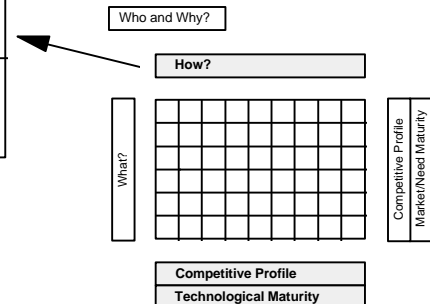 Who and Why?
How?
What?
Competitive Profile
Market/Need Maturity
Competitive Profile
Technological Maturity